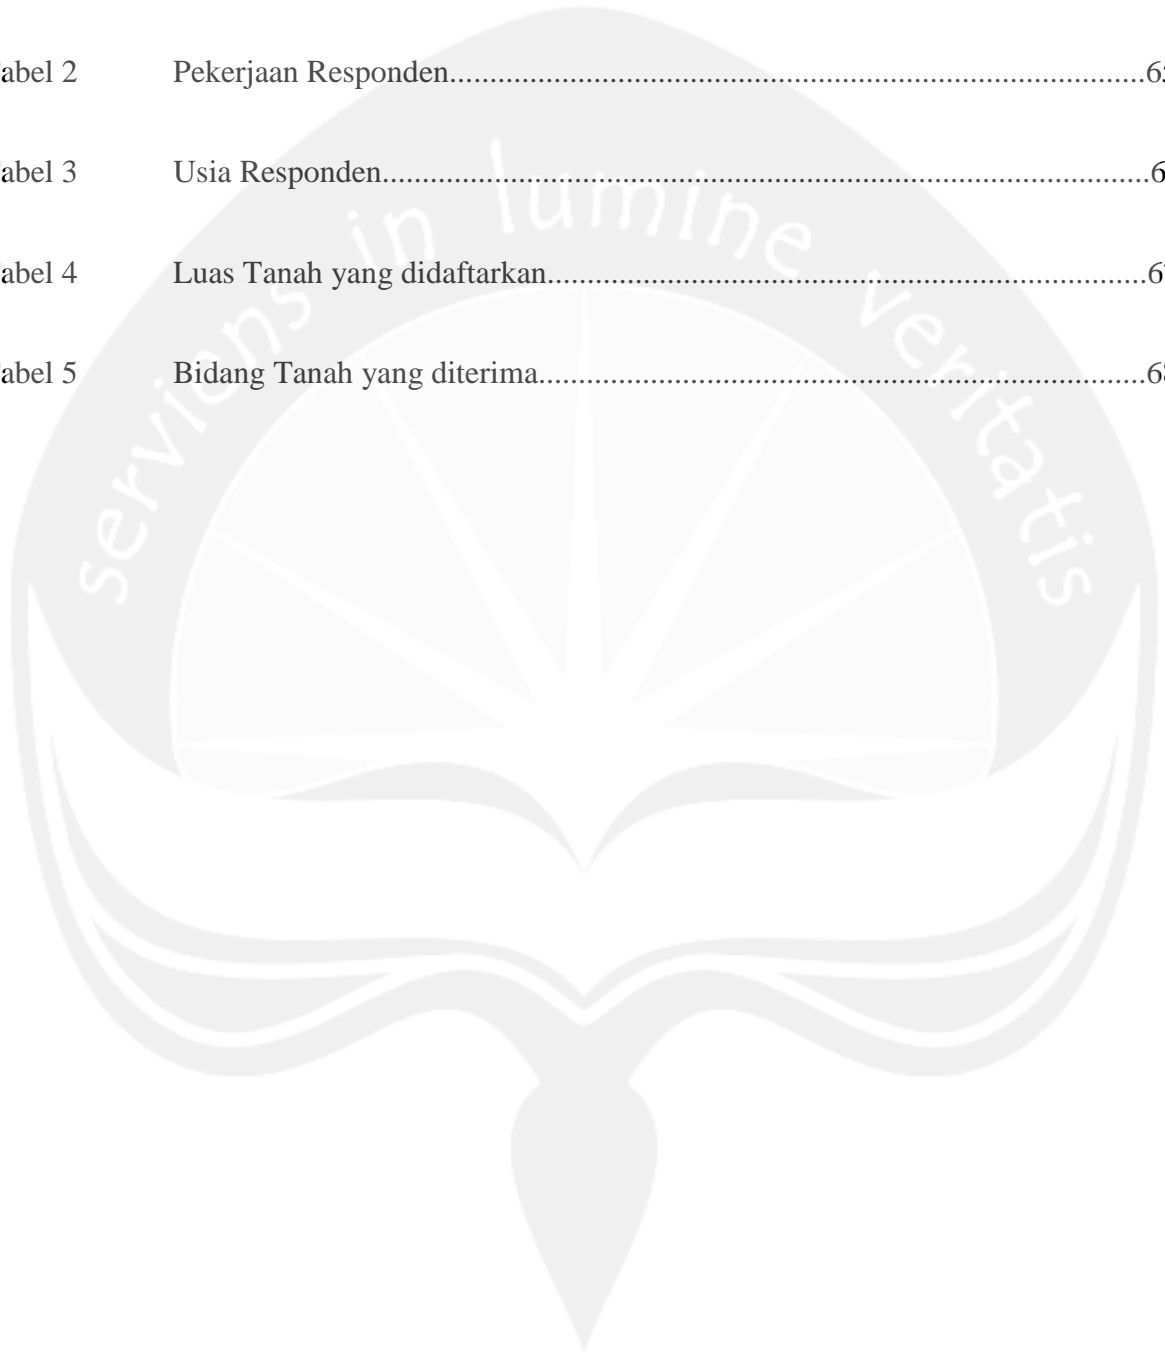 abel 2 Pekerjaan Responden......................................................................................6
abel 3 Usia Responden...............................................................................................6
abel 4 Luas Tanah yang didaftarkan..........................................................................6
abel 5 Bidang Tanah yang diterima...........................................................................6
serviens in lumine veritatis